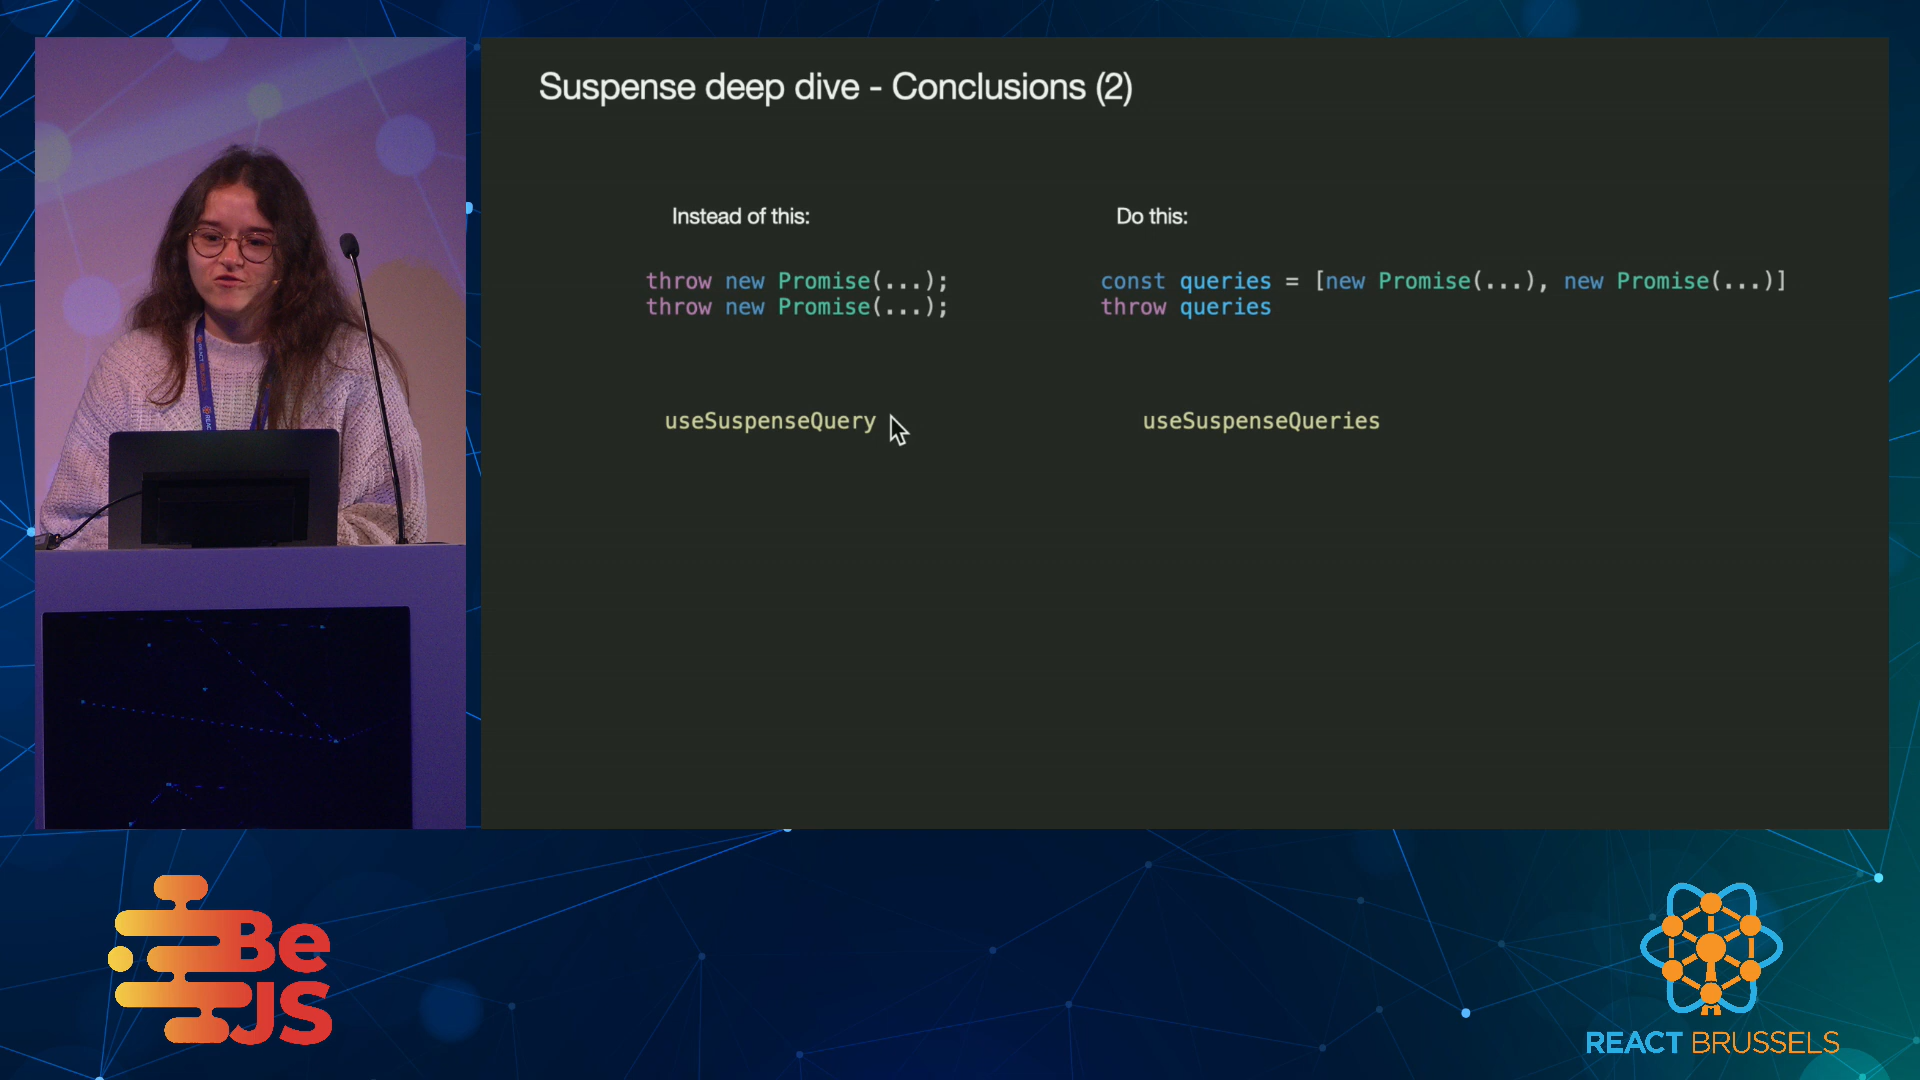 Suspense deep dive - Conclusions (2)
Instead of this:
throw new Promise(...);
throw new Promise(...);
useSuspenseQuery
Do this:
const queries = [new Promise(...), new Promise(...)]
throw queries
useSuspenseQueries
Be
JS
REACT BRUSSELS